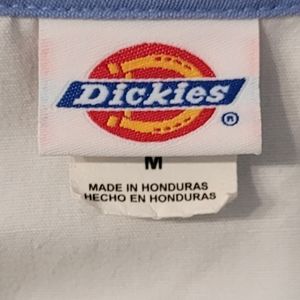 Dickies
®
M
MADE IN HONDURAS
HECHO EN HONDURAS